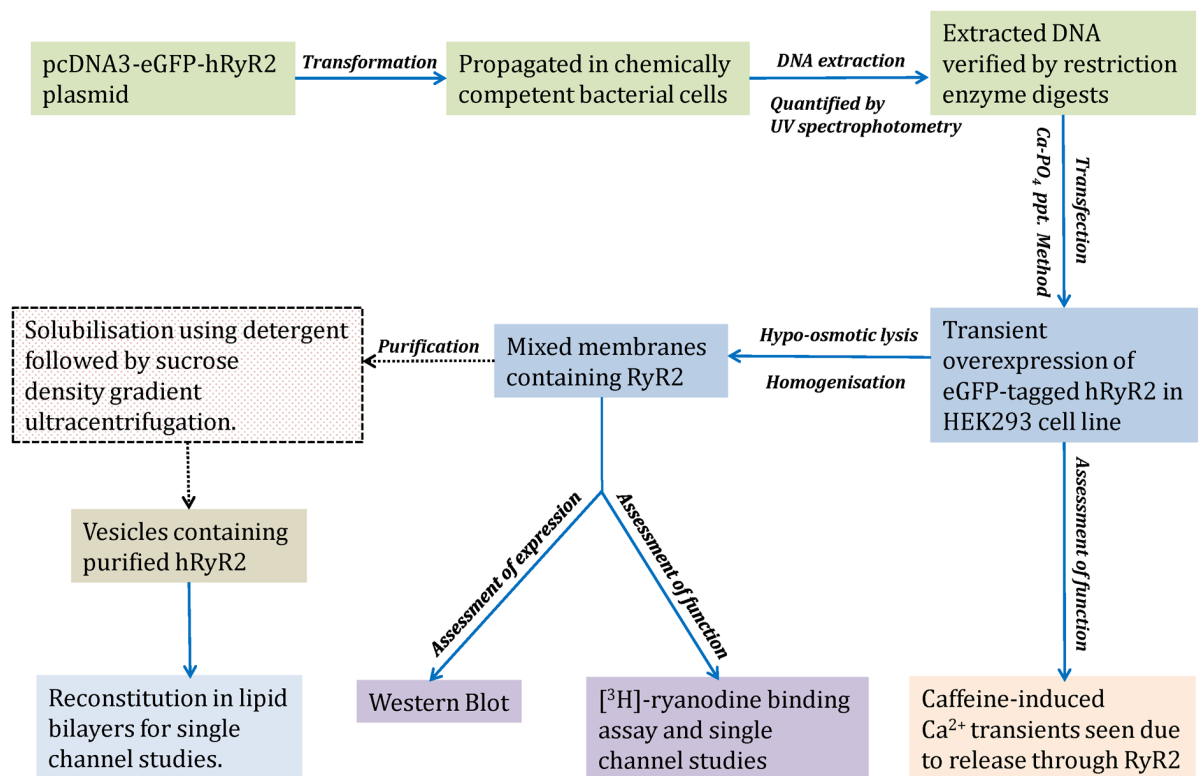 pcDNA3-eGFP-hRyR2
plasmid
Transformation
Propagated in chemically
competent bacterial cells
DNA extraction
Quantified by
UV spectrophotometry
Extracted DNA
verified by restriction
enzyme digests
Transfection
Ca-PO₄ ppt. Method
Transient
overexpression of
eGFP-tagged hRyR2 in
HEK293 cell line
Hypo-osmotic lysis
Homogenisation
Mixed membranes
containing RyR2
Purification
Solubilisation using detergent
followed by sucrose
density gradient
ultracentrifugation.
Vesicles containing
purified hRyR2
Reconstitution in lipid
bilayers for single
channel studies.
Assessment of expression
Western Blot
Assessment of function
[³H]-ryanodine binding
assay and single
channel studies
Assessment of function
Caffeine-induced
Ca²⁺ transients seen due
to release through RyR2